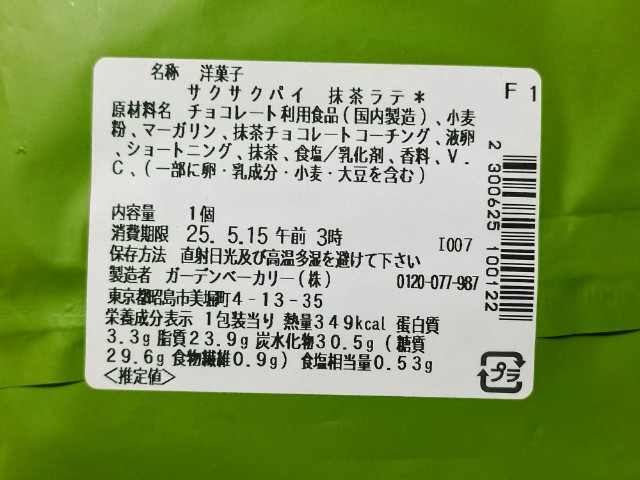 名称 洋菓子
サクサクパイ 抹茶ラテ*
F 1
原材料名 チョコレート利用食品(国内製造)、小麦
粉、マーガリン、抹茶チョコレートコーチング、液卵
、ショートニング、抹茶、食塩/乳化剤、香料、V.
C、(一部に卵・乳成分・小麦・大豆を含む)
内容量 1個
消費期限 25. 5.15 午前 3時
I007
保存方法 直射日光及び高温多湿を避けて下さい
製造者 ガーデンベーカリー(株) 0120-077-987
東京都昭島市美堀町4-13-35
栄養成分表示 1包装当り 熱量349kcal 蛋白質
3.3g 脂質23.9g 炭水化物30.5g (糖質
29.6g 食物繊維0.9g) 食塩相当量0.53g
<推定値>
2 300625 100122
プラ